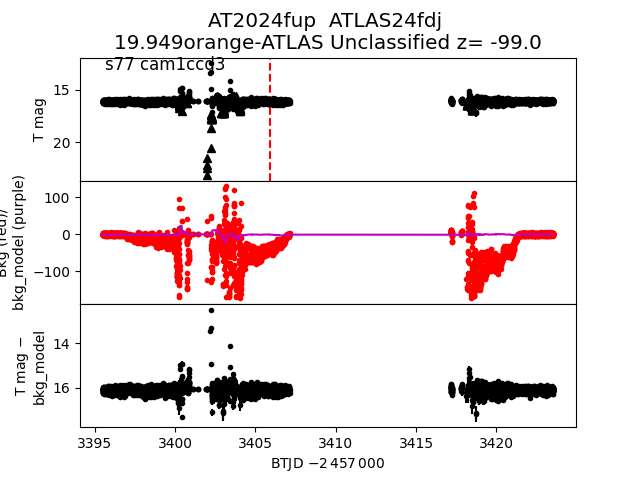 AT2024fup  ATLAS24fdj
19.949orange-ATLAS Unclassified z= -99.0
s77 cam1ccd3
15
20
T mag
100
0
−100
Bkg (red)/
bkg_model (purple)
14
16
T mag −
bkg_model
3395
3400
3405
3410
3415
3420
BTJD −2 457 000